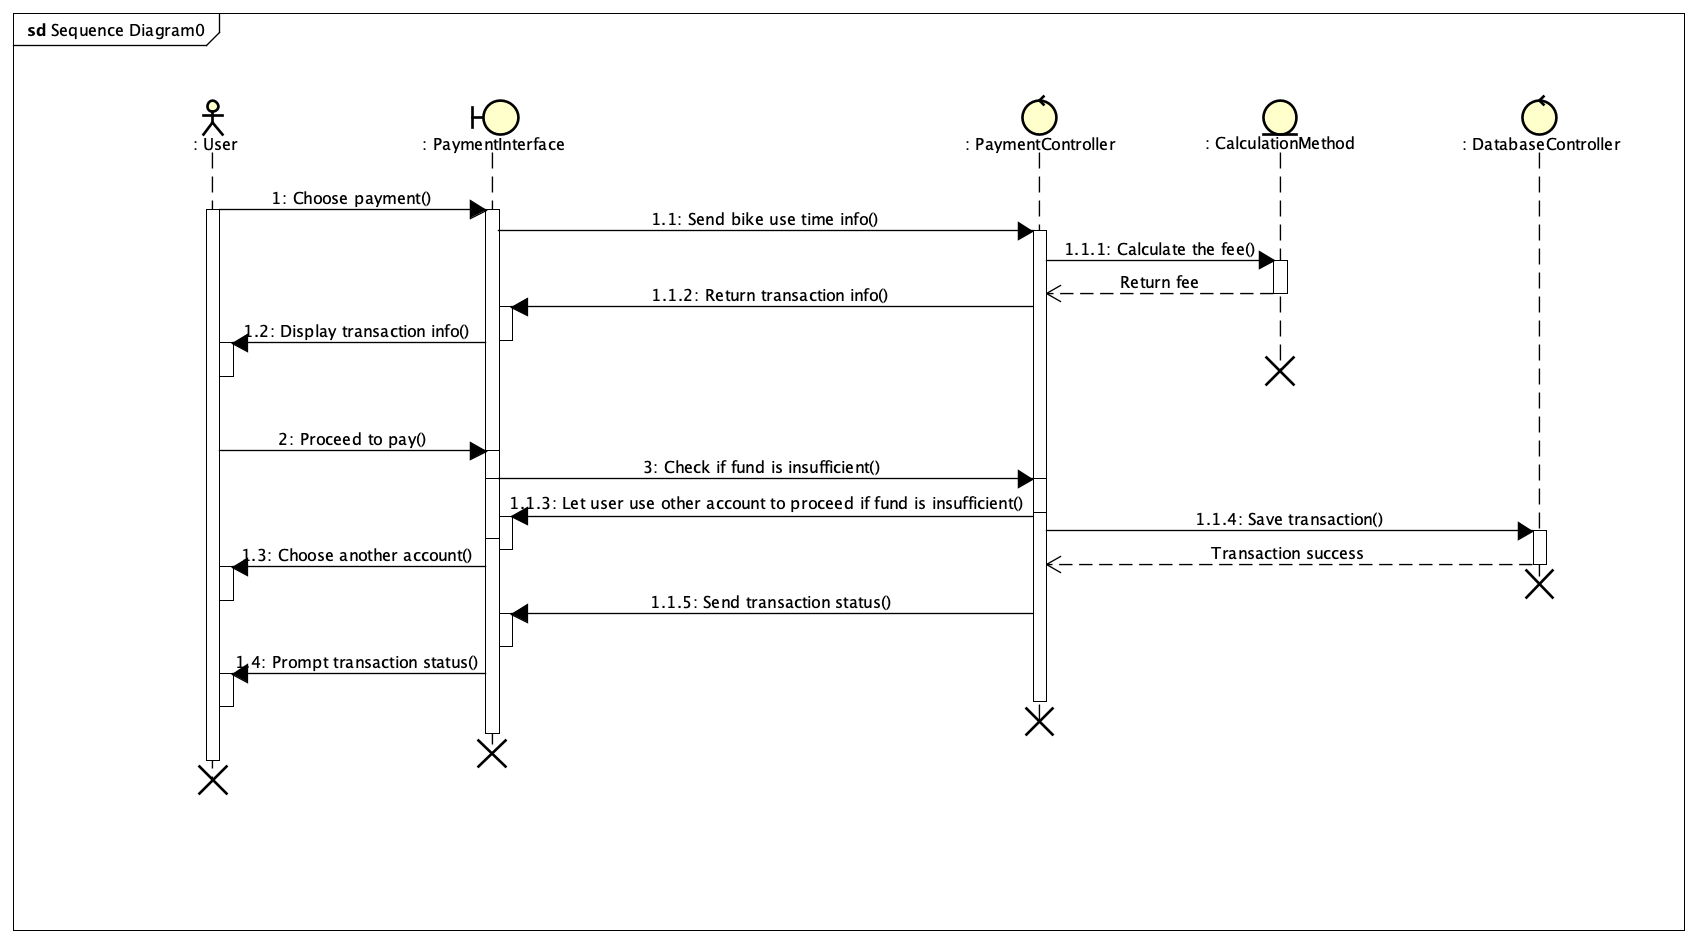 sd Sequence Diagram0
: User
: PaymentInterface
: PaymentController
: CalculationMethod
: DatabaseController
1: Choose payment()
1.1: Send bike use time info()
1.1.1: Calculate the fee()
Return fee
1.1.2: Return transaction info()
1.2: Display transaction info()
2: Proceed to pay()
3: Check if fund is insufficient()
1.1.3: Let user use other account to proceed if fund is insufficient()
1.1.4: Save transaction()
Transaction success
1.3: Choose another account()
1.1.5: Send transaction status()
1.4: Prompt transaction status()